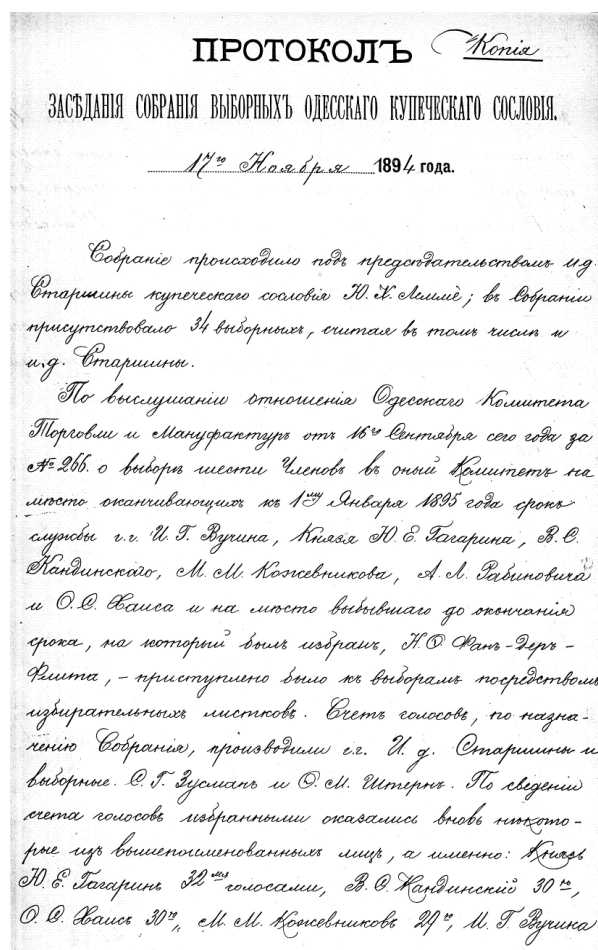 Копія
ПРОТОКОЛЪ
ЗАСѢДАНІЯ СОБРАНІЯ ВЫБОРНЫХЪ ОДЕССКАГО КУПЕЧЕСКАГО СОСЛОВІЯ.
17го Ноября 1894 года.
Собраніе происходило подъ предсѣдательствомъ и.д.
Старшины купеческаго сословія Ю. Х. Лемме; въ Собраніи
присутствовало 34 выборныхъ, считая въ томъ числѣ и
и.д. Старшины.
По выслушаніи отношенія Одесскаго Комитета
Торговли и Мануфактуръ отъ 16го Сентября сего года за
№ 266. о выборѣ шести Членовъ въ оный Комитетъ на
мѣсто оканчивающихъ къ 1му Января 1895 года срокъ
службы г.г. И. Г. Вучина, Князя Ю. Е. Гагарина, В. С.
Кандинскаго, М. М. Кожевникова, А. Л. Рабиновича
и О. С. Хаиса и на мѣсто выбывшаго до окончанія
срока, на который былъ избранъ, Н. Ѳ. Фанъ-Деръ-
Флита, - приступлено было къ выборамъ посредствомъ
избирательныхъ листковъ. Счетъ голосовъ, по назна-
ченію Собранія, производили г.г. И. д. Старшины и
выборные. С. Г. Зусманъ и О. М. Штернъ. По сведеніи
счета голосовъ избранными оказались вновь нѣкото-
рые изъ вышепоименованныхъ лицъ, а именно: Князь
Ю. Е. Гагаринъ 32мя голосами, В. С. Кандинскій 30ю,
О. С. Хаисъ 30ю, М. М. Кожевниковъ 29ю, И. Г. Вучина